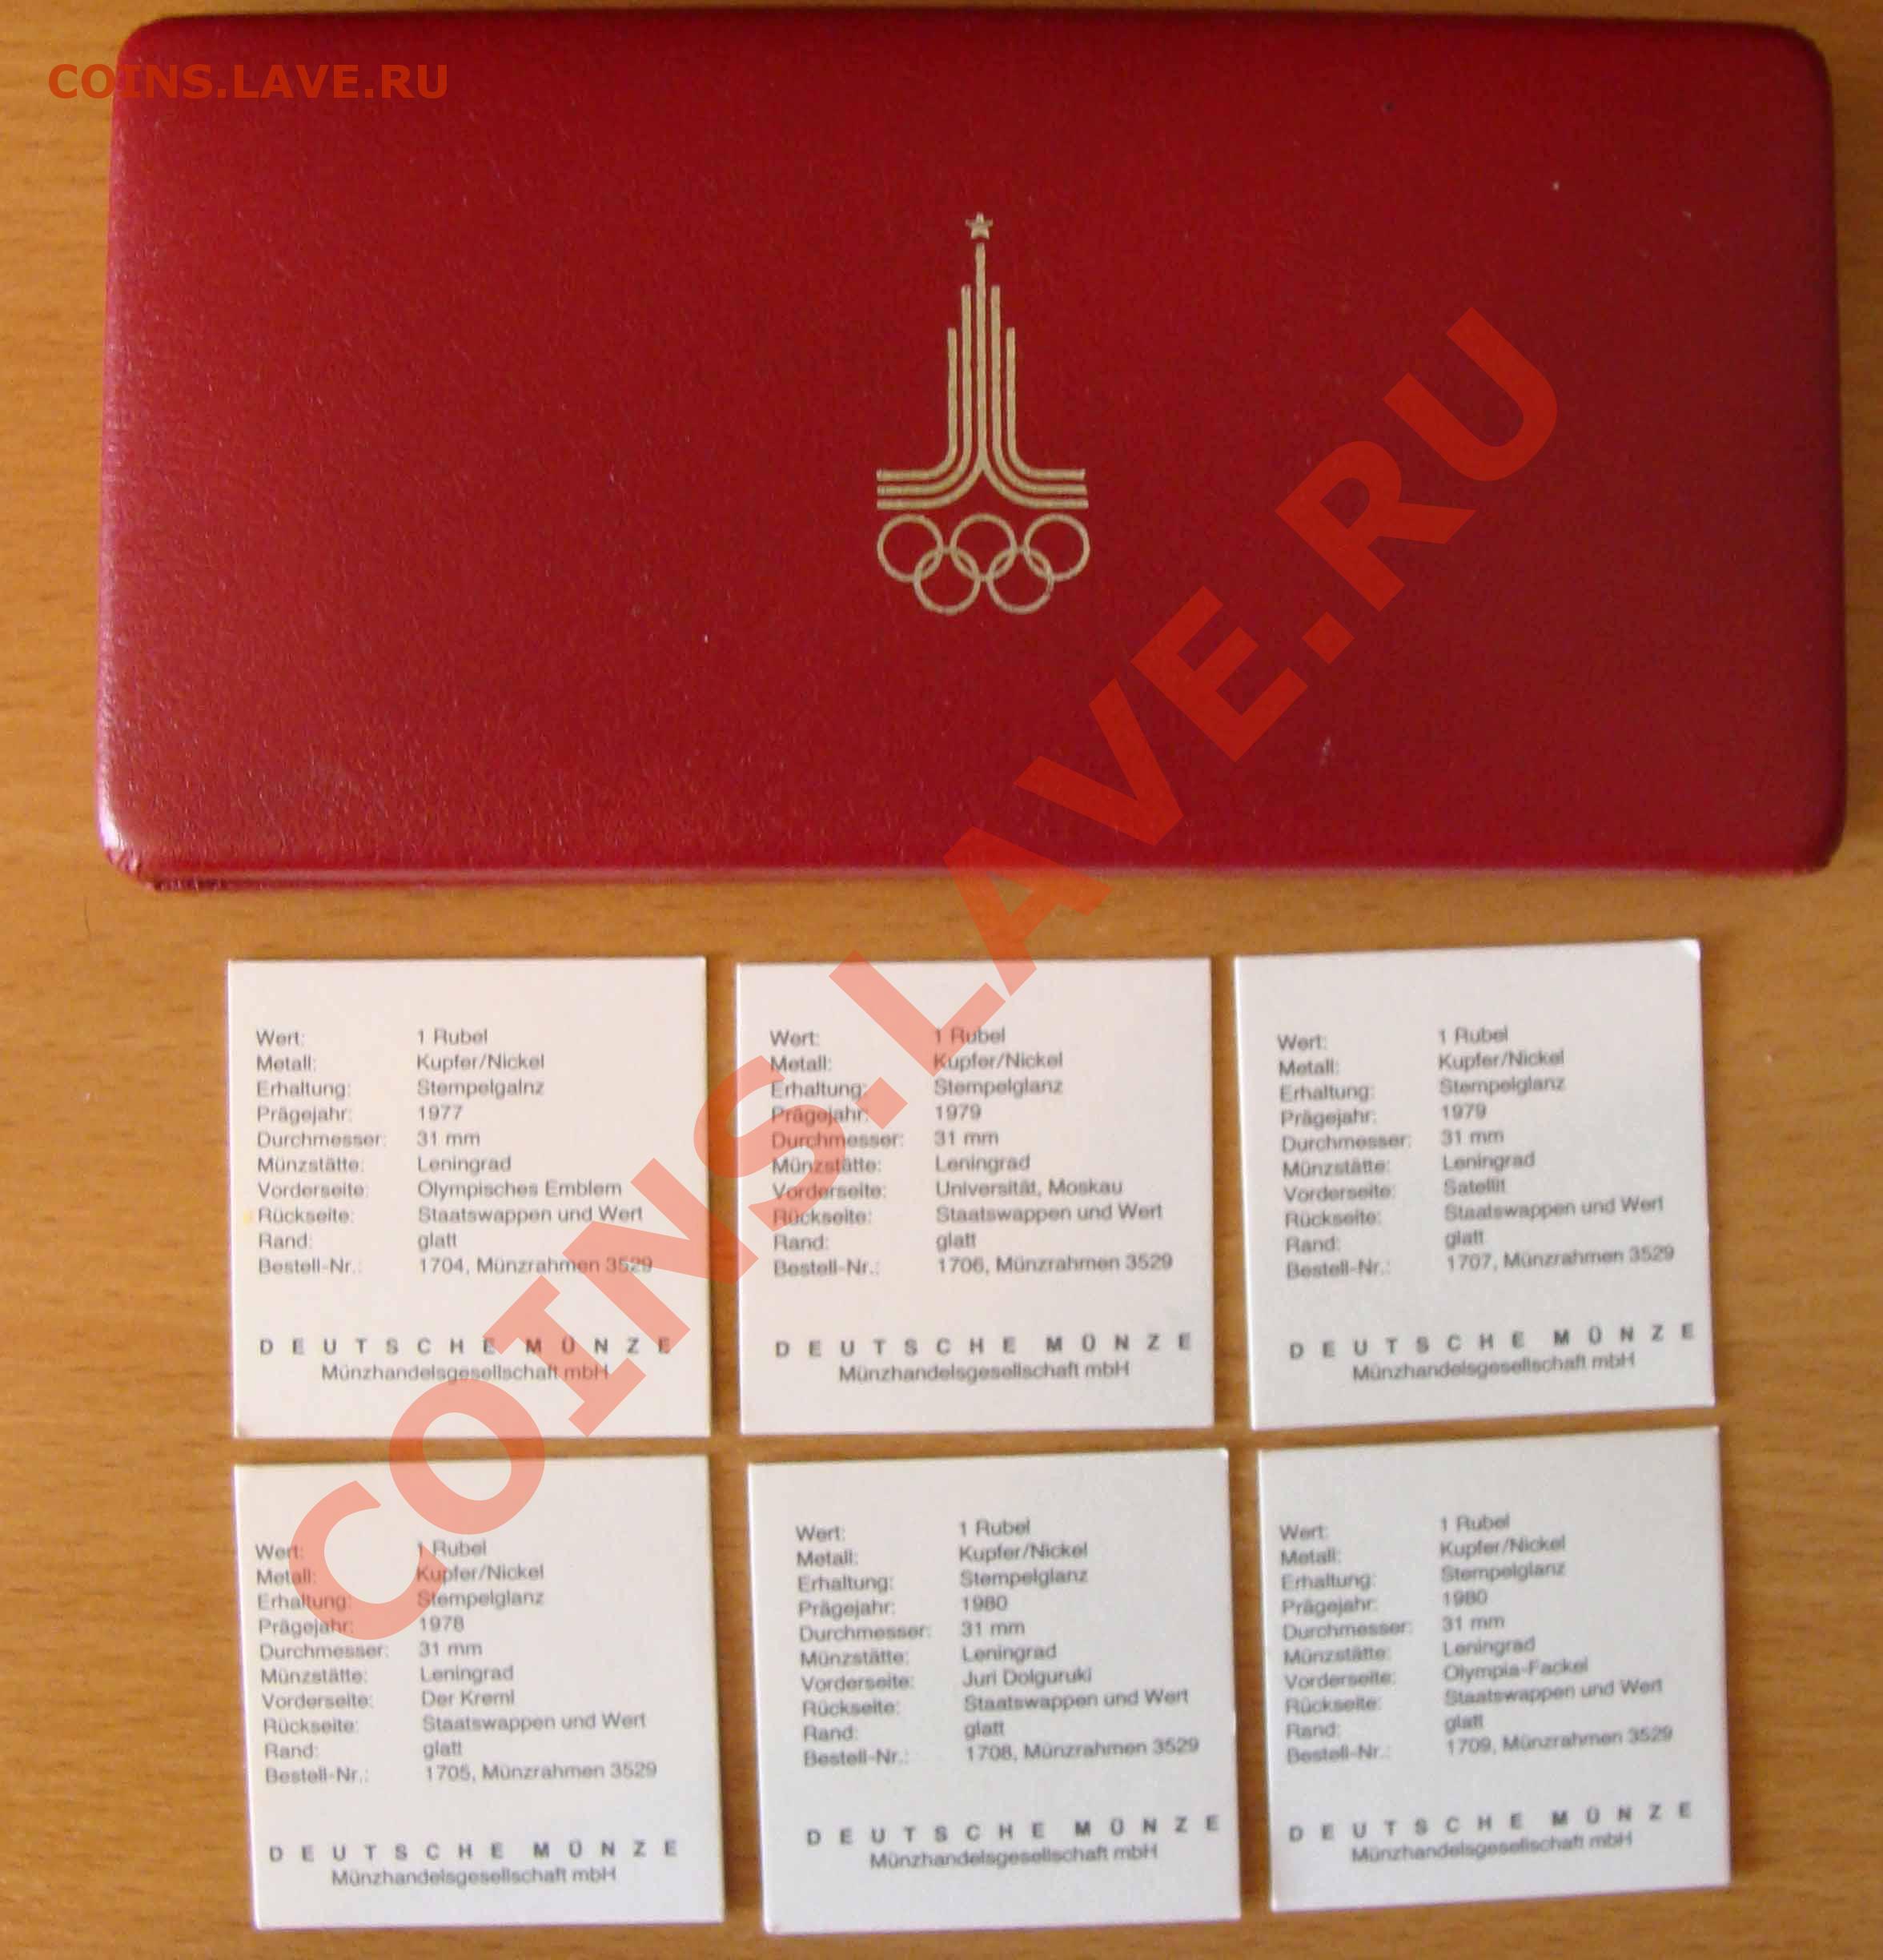 COINS.LAVE.RU
COINS.LAVE.RU
Wert: 1 Rubel
Metall: Kupfer/Nickel
Erhaltung: Stempelgalnz
Prägejahr: 1977
Durchmesser: 31 mm
Münzstätte: Leningrad
Vorderseite: Olympisches Emblem
Rückseite: Staatswappen und Wert
Rand: glatt
Bestell-Nr.: 1704, Münzrahmen 3529
DEUTSCHE MÜNZE
Münzhandelsgesellschaft mbH
Wert: 1 Rubel
Metall: Kupfer/Nickel
Erhaltung: Stempelglanz
Prägejahr: 1979
Durchmesser: 31 mm
Münzstätte: Leningrad
Vorderseite: Universität, Moskau
Rückseite: Staatswappen und Wert
Rand: glatt
Bestell-Nr.: 1706, Münzrahmen 3529
DEUTSCHE MÜNZE
Münzhandelsgesellschaft mbH
Wert: 1 Rubel
Metall: Kupfer/Nickel
Erhaltung: Stempelglanz
Prägejahr: 1979
Durchmesser: 31 mm
Münzstätte: Leningrad
Vorderseite: Satellit
Rückseite: Staatswappen und Wert
Rand: glatt
Bestell-Nr.: 1707, Münzrahmen 3529
DEUTSCHE MÜNZE
Münzhandelsgesellschaft mbH
Wert: 1 Rubel
Metall: Kupfer/Nickel
Erhaltung: Stempelglanz
Prägejahr: 1978
Durchmesser: 31 mm
Münzstätte: Leningrad
Vorderseite: Der Kreml
Rückseite: Staatswappen und Wert
Rand: glatt
Bestell-Nr.: 1705, Münzrahmen 3529
DEUTSCHE MÜNZE
Münzhandelsgesellschaft mbH
Wert: 1 Rubel
Metall: Kupfer/Nickel
Erhaltung: Stempelglanz
Prägejahr: 1980
Durchmesser: 31 mm
Münzstätte: Leningrad
Vorderseite: Juri Dolguruki
Rückseite: Staatswappen und Wert
Rand: glatt
Bestell-Nr.: 1708, Münzrahmen 3529
DEUTSCHE MÜNZE
Münzhandelsgesellschaft mbH
Wert: 1 Rubel
Metall: Kupfer/Nickel
Erhaltung: Stempelglanz
Prägejahr: 1980
Durchmesser: 31 mm
Münzstätte: Leningrad
Vorderseite: Olympia-Fackel
Rückseite: Staatswappen und Wert
Rand: glatt
Bestell-Nr.: 1709, Münzrahmen 3529
DEUTSCHE MÜNZE
Münzhandelsgesellschaft mbH